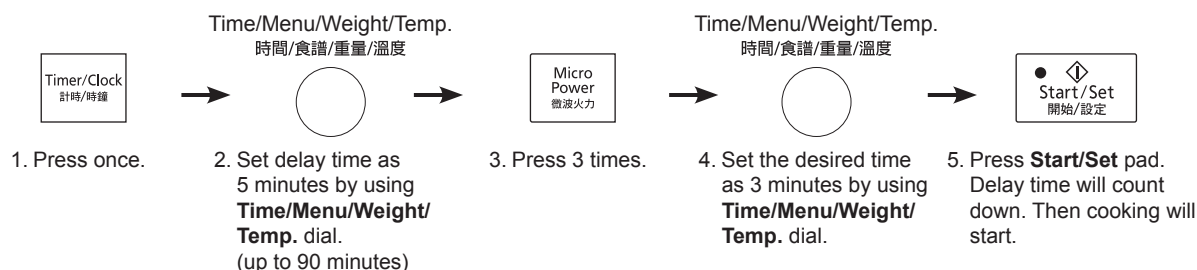 Time/Menu/Weight/Temp.
時間/食譜/重量/溫度
Time/Menu/Weight/Temp.
時間/食譜/重量/溫度
Timer/Clock
計時/時鐘
Micro
Power
微波火力
Start/Set
開始/設定
1. Press once.
2. Set delay time as
5 minutes by using
Time/Menu/Weight/
Temp. dial.
(up to 90 minutes)
3. Press 3 times.
4. Set the desired time
as 3 minutes by using
Time/Menu/Weight/
Temp. dial.
5. Press Start/Set pad.
Delay time will count
down. Then cooking will
start.